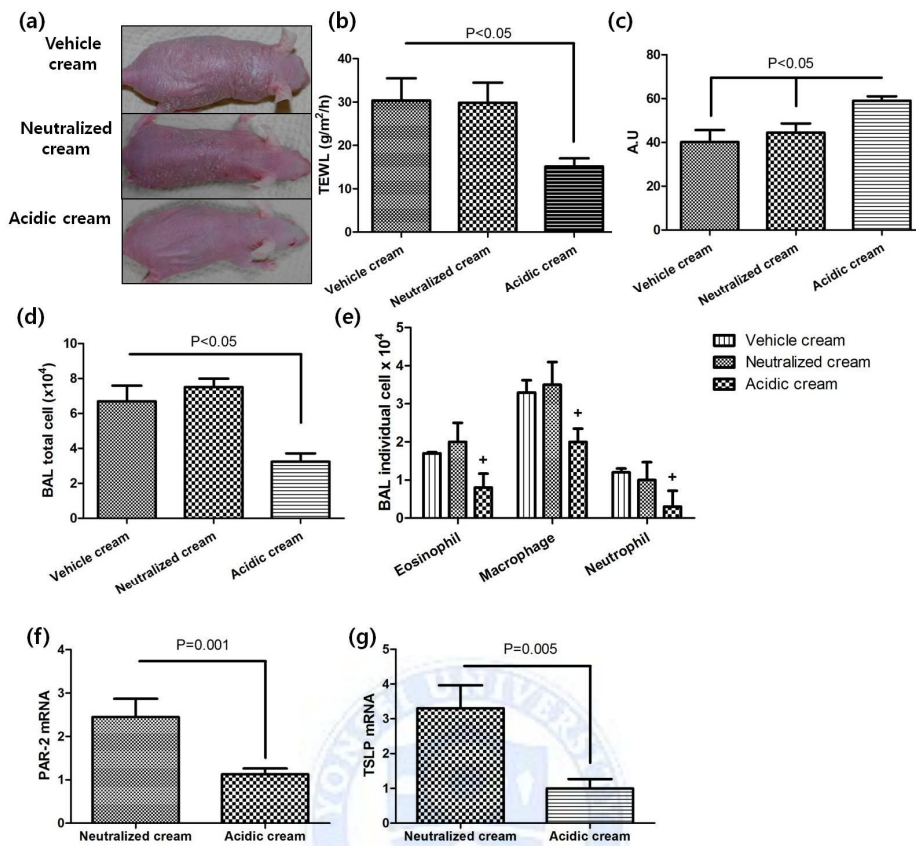 (a)
Vehicle
cream
Neutralized
cream
Acidic cream
(b)
P<0.05
TEWL (g/m²/h)
40
30
20
10
0
Vehicle cream
Neutralized cream
Acidic cream
(c)
P<0.05
A.U
80
60
40
20
0
Vehicle cream
Neutralized cream
Acidic cream
(d)
P<0.05
BAL total cell (x10⁴)
10
8
6
4
2
0
Vehicle cream
Neutralized cream
Acidic cream
(e)
BAL individual cell x 10⁴
5
4
3
2
1
0
+
+
+
Eosinophil
Macrophage
Neutrophil
Vehicle cream
Neutralized cream
Acidic cream
(f)
P=0.001
PAR-2 mRNA
4
3
2
1
0
Neutralized cream
Acidic cream
(g)
P=0.005
TSLP mRNA
5
4
3
2
1
0
Neutralized cream
Acidic cream